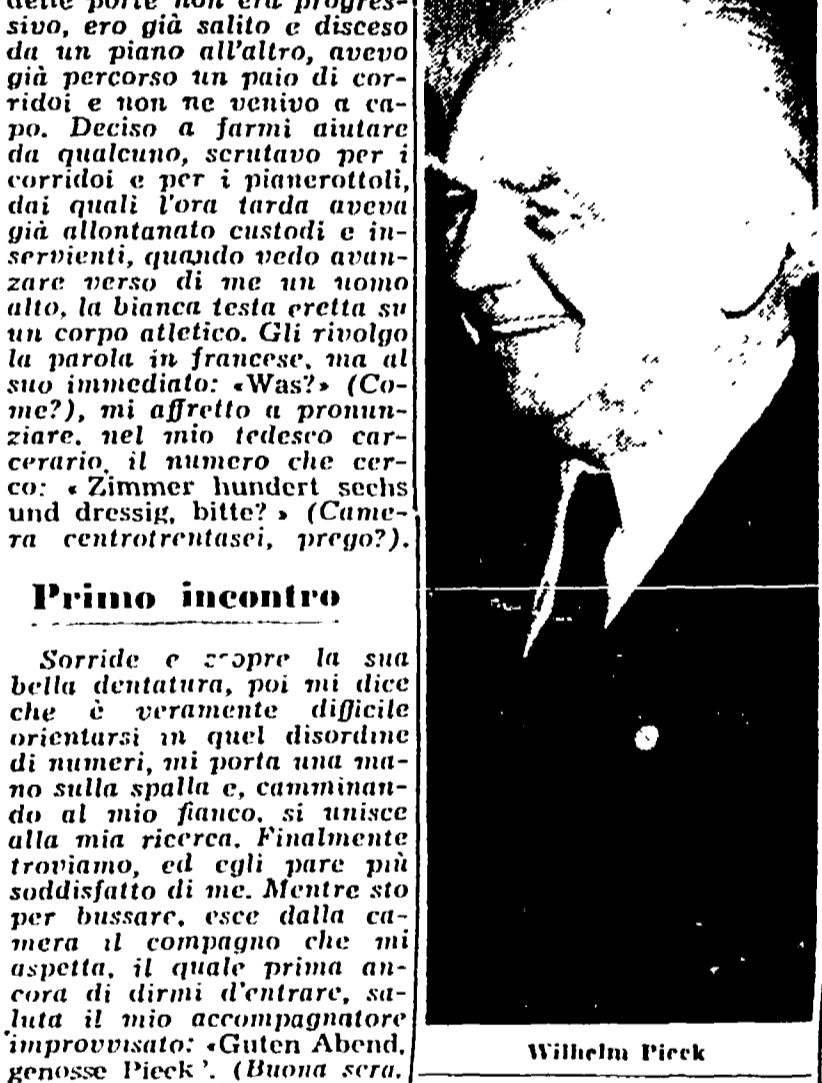 delle porte non era progres-
sivo, ero già salito e disceso
da un piano all'altro, avevo
già percorso un paio di cor-
ridoi e non ne venivo a ca-
po. Deciso a farmi aiutare
da qualcuno, scrutavo per i
corridoi e per i pianerottoli,
dai quali l'ora tarda aveva
già allontanato custodi e in-
servienti, quando vedo avan-
zare verso di me un uomo
alto, la bianca testa eretta su
un corpo atletico. Gli rivolgo
la parola in francese, ma al
suo immediato: «Was?» (Co-
me?), mi affretto a pronun-
ziare, nel mio tedesco car-
cerario, il numero che cer-
co: « Zimmer hundert sechs
und dressig, bitte? » (Came-
ra centotrentasei, prego?).
Primo incontro
Sorride e scopre la sua
bella dentatura, poi mi dice
che è veramente difficile
orientarsi in quel disordine
di numeri, mi porta una ma-
no sulla spalla e, camminan-
do al mio fianco, si unisce
alla mia ricerca. Finalmente
troviamo, ed egli pare più
soddisfatto di me. Mentre sto
per bussare, esce dalla ca-
mera il compagno che mi
aspetta, il quale prima an-
cora di dirmi d'entrare, sa-
luta il mio accompagnatore
improvvisato: «Guten Abend,
genosse Pieck'. (Buona sera,
Wilhelm Pieck